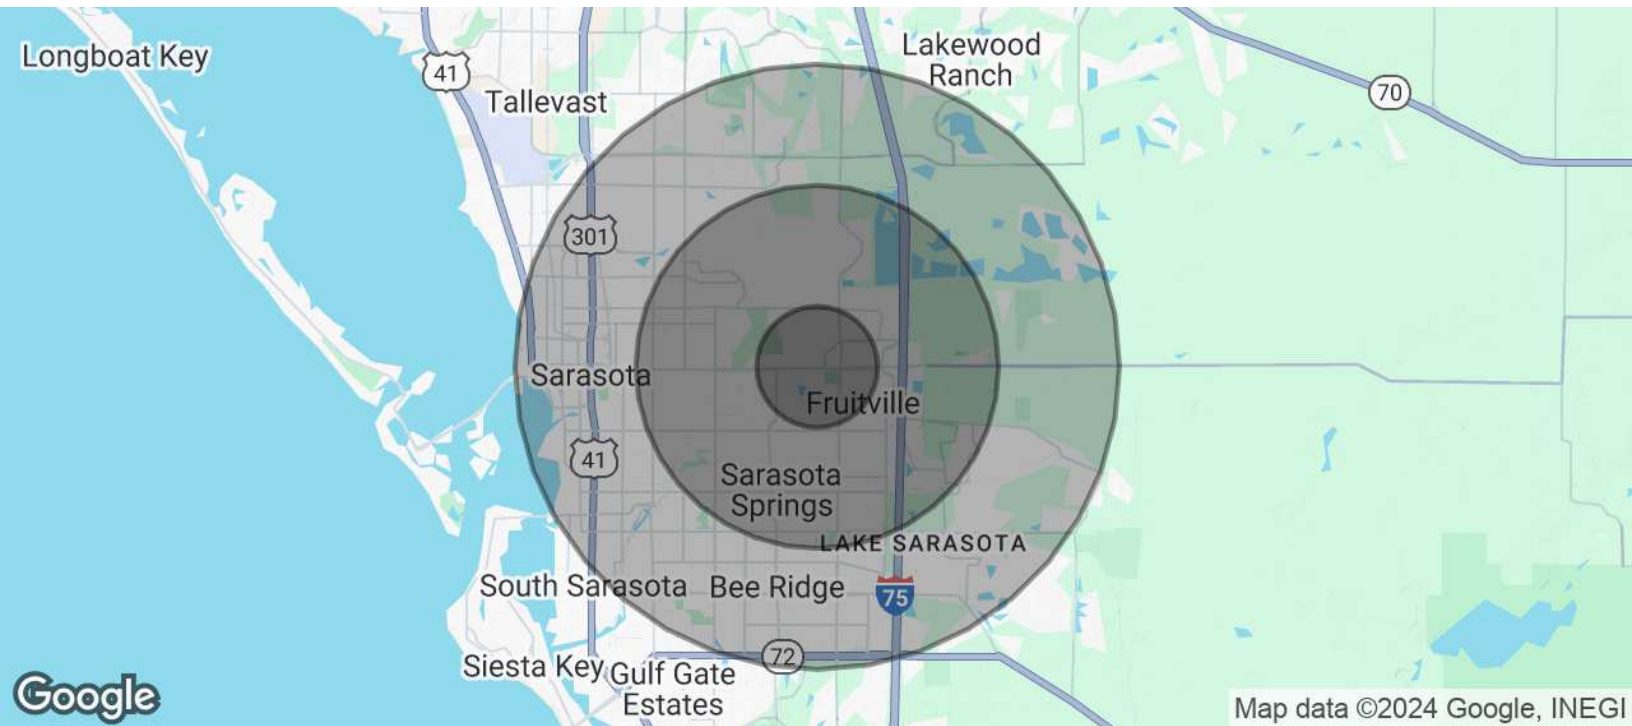 Longboat Key
Lakewood
Ranch
41
70
Tallevast
301
Sarasota
Fruitville
41
Sarasota
Springs
LAKE SARASOTA
South Sarasota
Bee Ridge
75
72
Siesta Key
Gulf Gate
Estates
Google
Map data ©2024 Google, INEGI